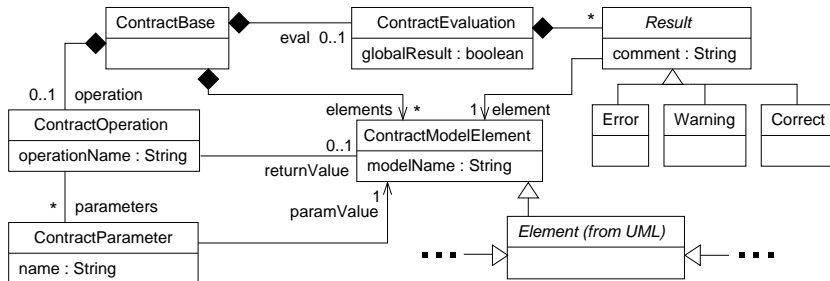 ContractBase
ContractEvaluation
globalResult : boolean
eval 0..1
*
Result
comment : String
0..1 operation
elements *
1 element
Error
Warning
Correct
ContractOperation
operationName : String
0..1
returnValue
ContractModelElement
modelName : String
* parameters
1
paramValue
ContractParameter
name : String
Element (from UML)